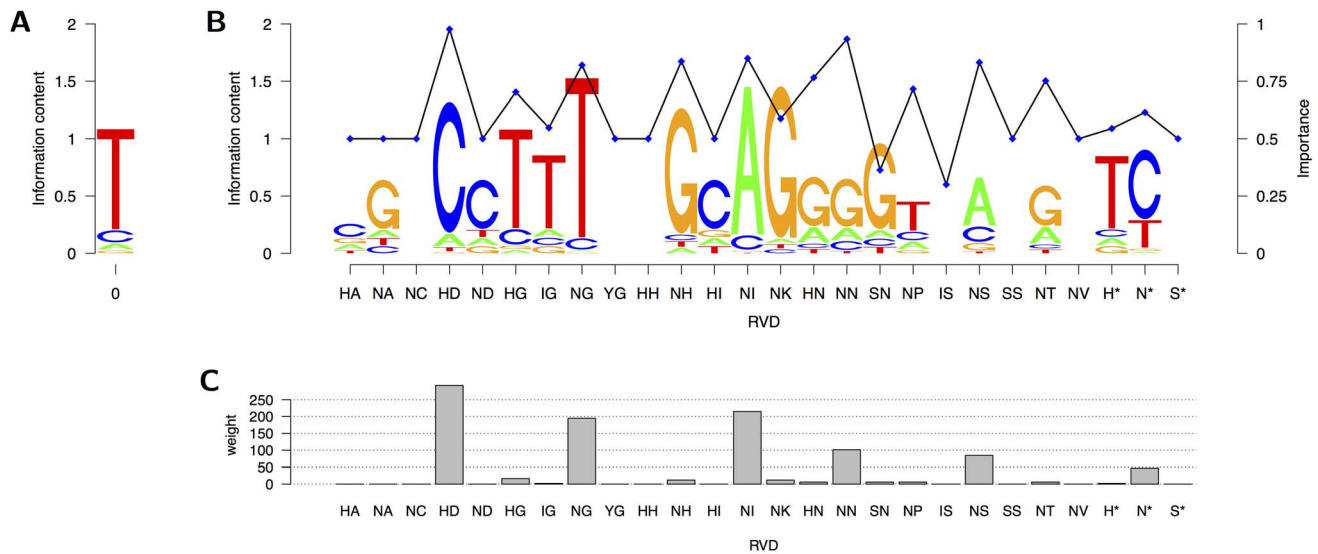 A
B
2
1.5
1
0.5
0
Information content
T
C
A
G
0
2
1.5
1
0.5
0
Information content
1
0.75
0.5
0.25
0
Importance
HA NA NC HD ND HG IG NG YG HH NH HI NI NK HN NN SN NP IS NS SS NT NV H* N* S*
RVD
C
250
200
150
100
50
0
weight
HA NA NC HD ND HG IG NG YG HH NH HI NI NK HN NN SN NP IS NS SS NT NV H* N* S*
RVD